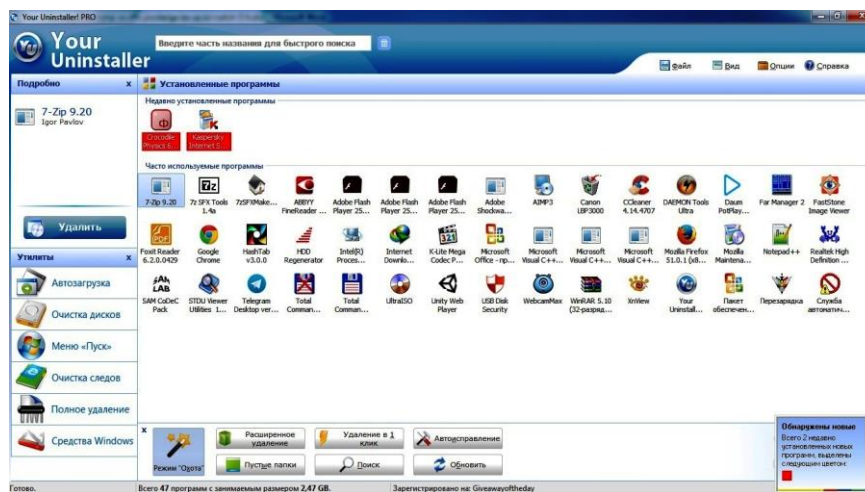 Your Uninstaller! PRO
Your
Uninstaller
Введите часть названия для быстрого поиска
Файл
Вид
Опции
Справка
Подробно x
Установленные программы
7-Zip 9.20
Igor Pavlov
Удалить
Утилиты x
Автозагрузка
Очистка дисков
Меню «Пуск»
Очистка следов
Полное удаление
Средства Windows
Недавно установленные программы
Crocodile Physics 6...
Kaspersky Internet S...
Часто используемые программы
7-Zip 9.20
7z SFX Tools 1.4a
7zSFXMake...
ABBYY FineReader ...
Adobe Flash Player 25...
Adobe Flash Player 25...
Adobe Flash Player 25...
Adobe Shockwa...
AIMP3
Canon LBP3000
CCleaner 4.14.4707
DAEMON Tools Ultra
Daum PotPlay...
Far Manager 2
FastStone Image Viewer
Foxit Reader 6.2.0.0429
Google Chrome
HashTab v3.0.0
HDD Regenerator
Intel(R) Proces...
Internet Downlo...
K-Lite Mega Codec P...
Microsoft Office - пр...
Microsoft Visual C++...
Microsoft Visual C++...
Microsoft Visual C++...
Mozilla Firefox 51.0.1 (x8...
Mozilla Maintena...
Notepad++
Realtek High Definition ...
SAM CoDeC Pack
STDU Viewer Utilities 1...
Telegram Desktop ver...
Total Comman...
Total Comman...
UltraISO
Unity Web Player
USB Disk Security
WebcamMax
WinRAR 5.10 (32-разряд...
XnView
Your Uninstall...
Пакет обеспечен...
Перезарядка
Служба автоматич...
x
Режим "Охота"
Расширенное удаление
Удаление в 1 клик
Автоисправление
Пустые папки
Поиск
Обновить
Обнаружены новые
Всего 2 недавно
установленных новых
программ, выделены
следующим цветом:
Готово.
Всего 47 программ с занимаемым размером 2,47 GB.
Зарегистрировано на: Giveawayoftheday